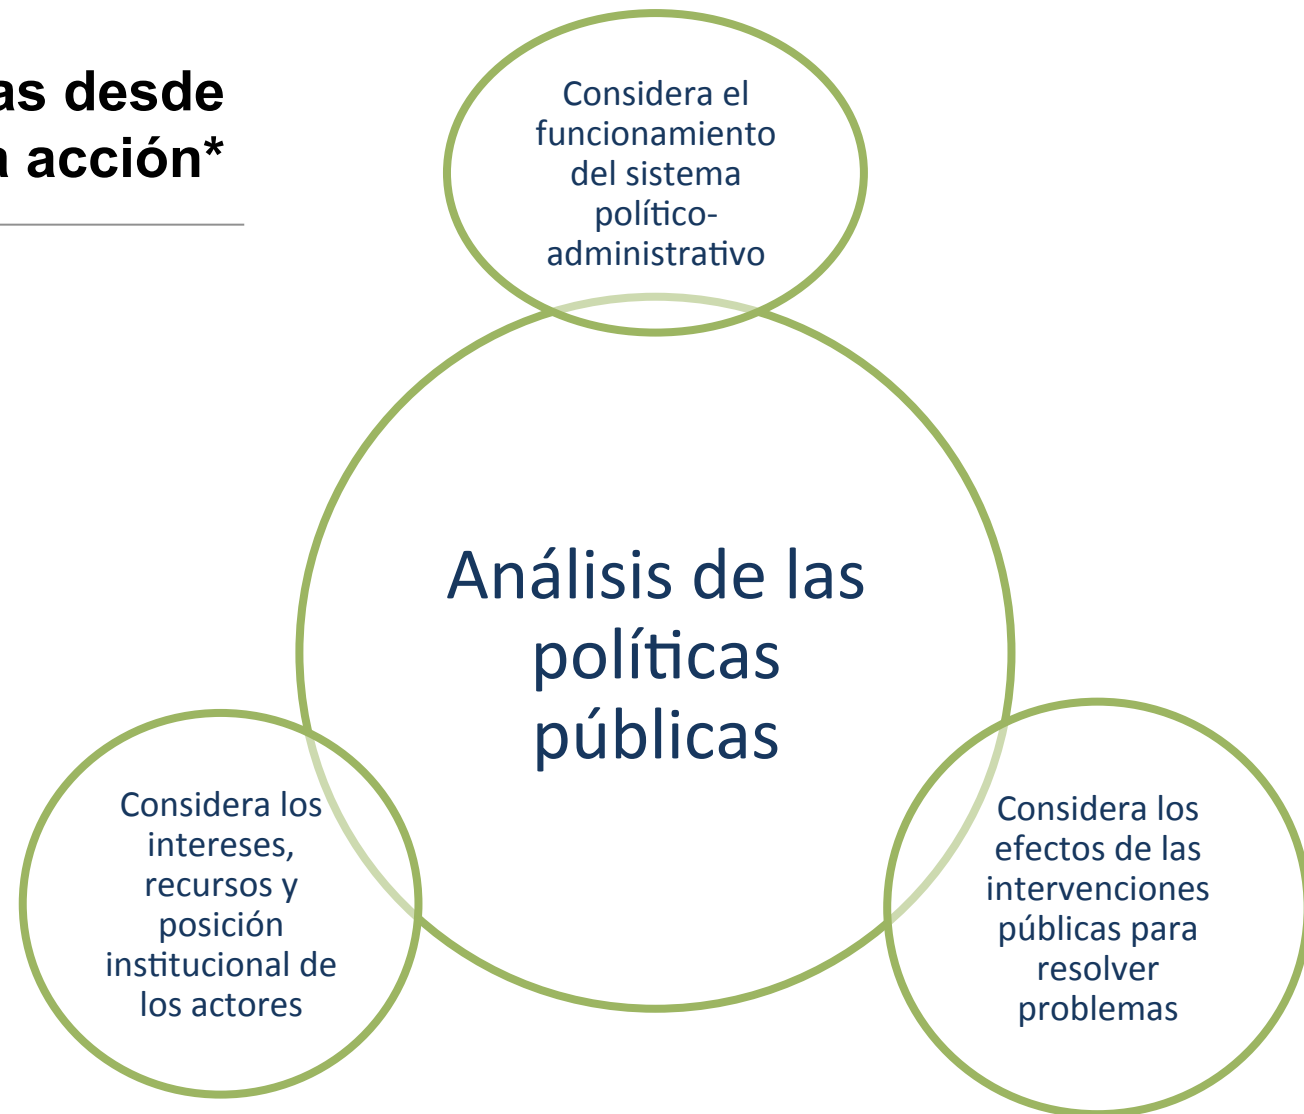 as desde
a acción*
Considera el
funcionamiento
del sistema
político-
administrativo
Análisis de las
políticas
públicas
Considera los
intereses,
recursos y
posición
institucional de
los actores
Considera los
efectos de las
intervenciones
públicas para
resolver
problemas